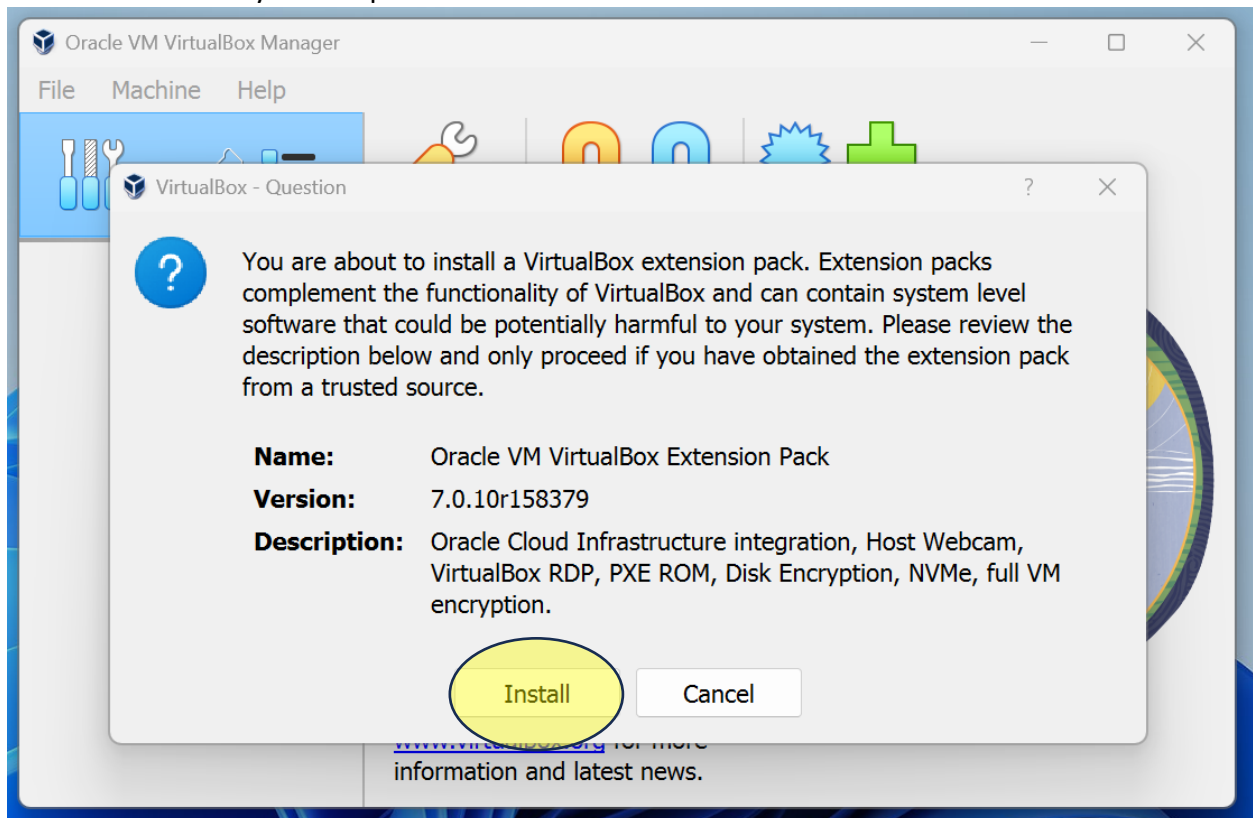 Oracle VM VirtualBox Manager
File Machine Help
VirtualBox - Question
?
?
You are about to install a VirtualBox extension pack. Extension packs
complement the functionality of VirtualBox and can contain system level
software that could be potentially harmful to your system. Please review the
description below and only proceed if you have obtained the extension pack
from a trusted source.
Name: Oracle VM VirtualBox Extension Pack
Version: 7.0.10r158379
Description: Oracle Cloud Infrastructure integration, Host Webcam,
VirtualBox RDP, PXE ROM, Disk Encryption, NVMe, full VM
encryption.
Install Cancel
www.virtualbox.org for more
information and latest news.